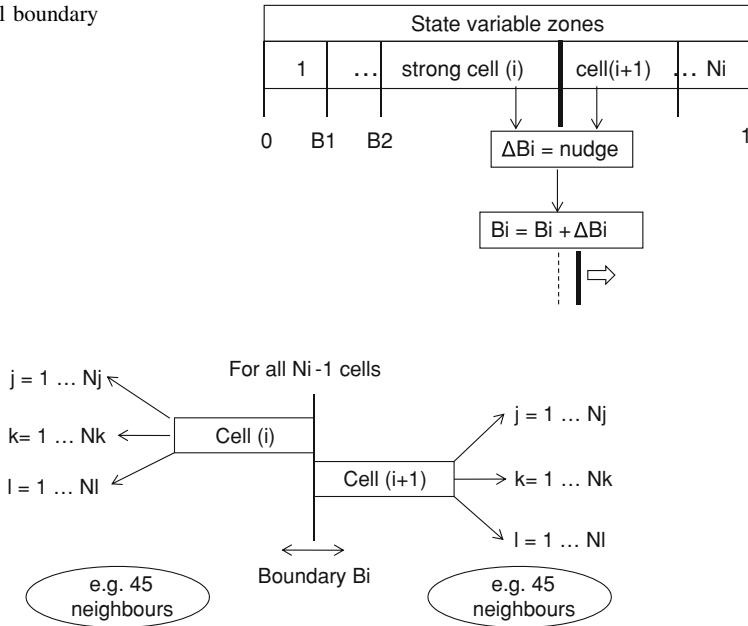 l boundary
State variable zones
1 ... strong cell (i) cell(i+1) ... Ni
0 B1 B2 1
ΔBi = nudge
Bi = Bi + ΔBi
For all Ni -1 cells
j = 1 ... Nj
k= 1 ... Nk
l = 1 ... Nl
Cell (i)
Cell (i+1)
j = 1 ... Nj
k= 1 ... Nk
l = 1 ... Nl
Boundary Bi
e.g. 45
neighbours
e.g. 45
neighbours